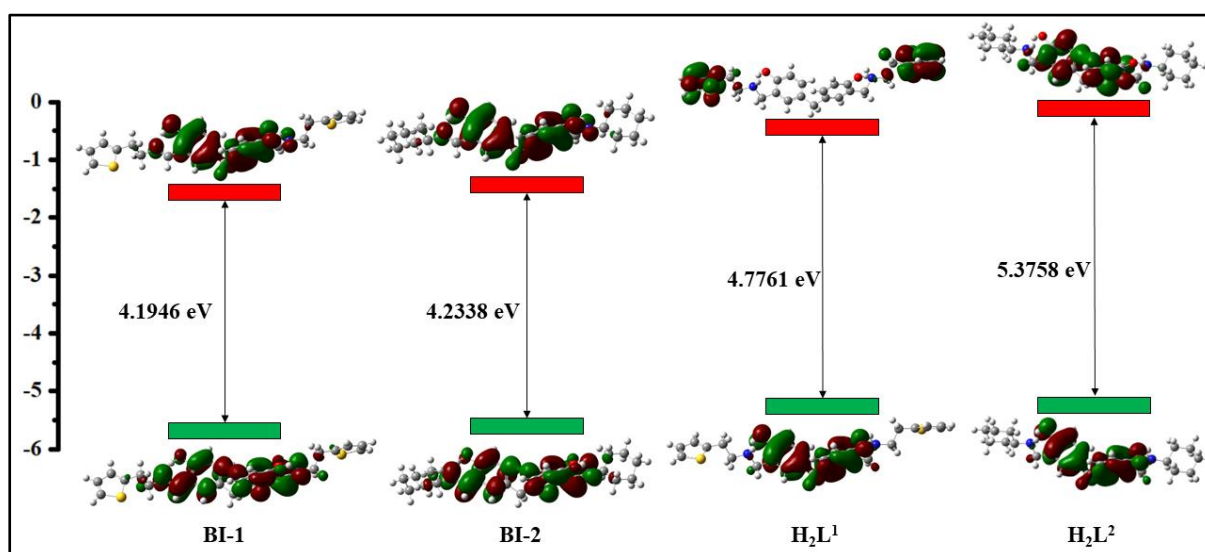 0
-1
-2
-3
-4
-5
-6
4.1946 eV
4.2338 eV
4.7761 eV
5.3758 eV
BI-1
BI-2
H₂L¹
H₂L²